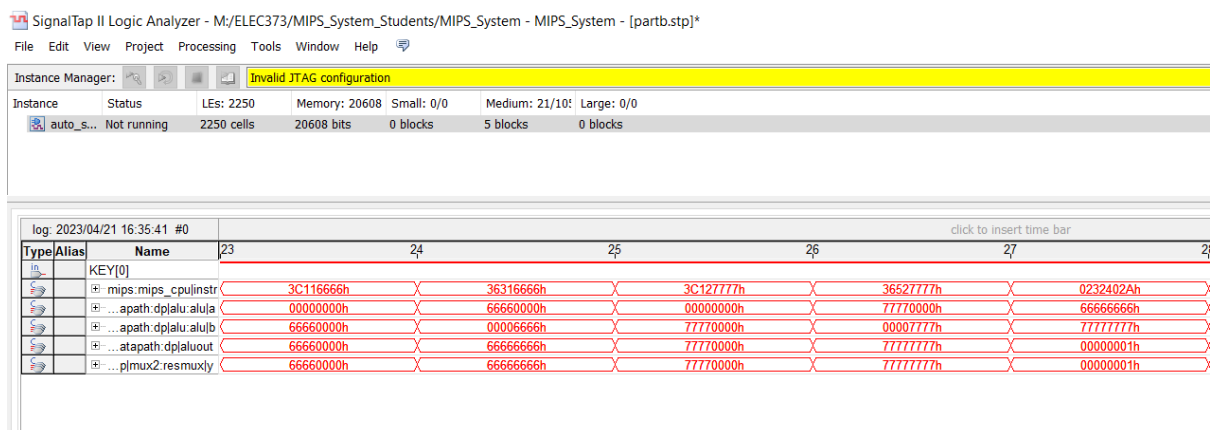 SignalTap II Logic Analyzer - M:/ELEC373/MIPS_System_Students/MIPS_System - MIPS_System - [partb.stp]*
File Edit View Project Processing Tools Window Help
Instance Manager: Invalid JTAG configuration
Instance Status LEs: 2250 Memory: 20608 Small: 0/0 Medium: 21/10! Large: 0/0
auto_s... Not running 2250 cells 20608 bits 0 blocks 5 blocks 0 blocks
log: 2023/04/21 16:35:41 #0 click to insert time bar
Type Alias Name 23 24 25 26 27
in KEY[0]
mips:mips_cpu|instr 3C116666h 36316666h 3C127777h 36527777h 0232402Ah
...apath:dp|alu:alu|a 00000000h 66660000h 00000000h 77770000h 66666666h
...apath:dp|alu:alu|b 66660000h 00006666h 77770000h 00007777h 77777777h
...atapath:dp|aluout 66660000h 66666666h 77770000h 77777777h 00000001h
...p|mux2:resmux|y 66660000h 66666666h 77770000h 77777777h 00000001h